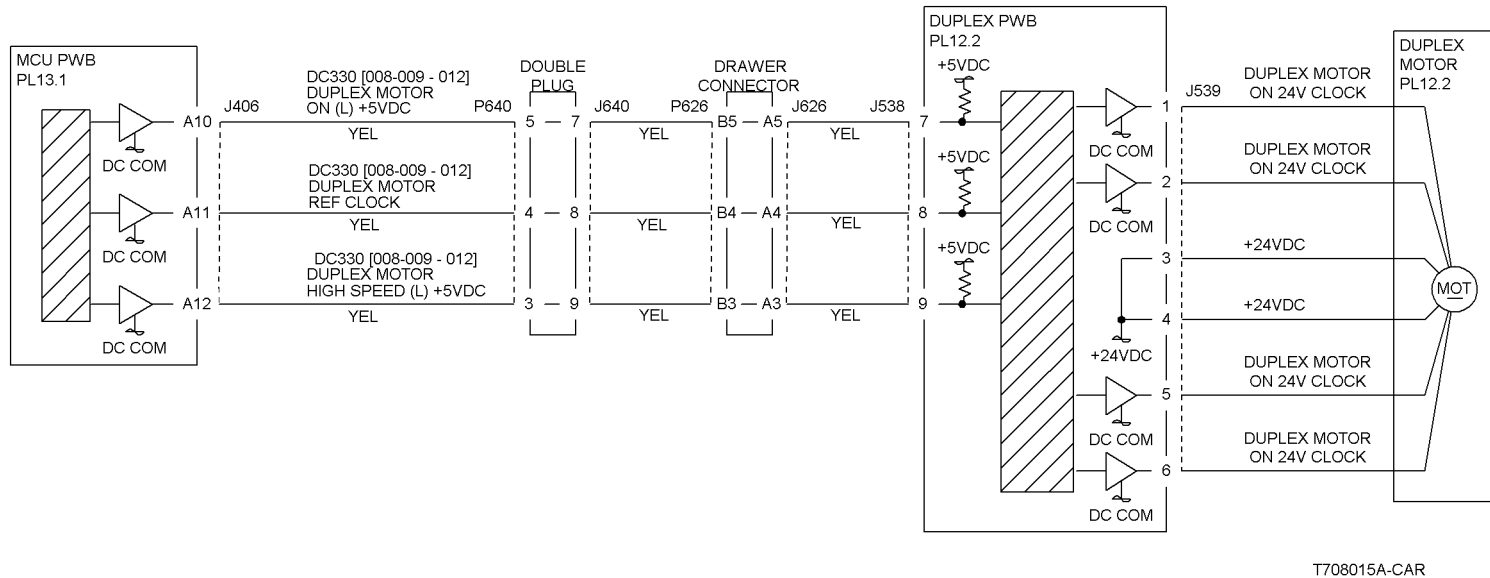 MCU PWB
PL13.1
DC330 [008-009 - 012]
DUPLEX MOTOR
ON (L) +5VDC
DOUBLE
PLUG
DRAWER
CONNECTOR
DUPLEX PWB
PL12.2
+5VDC
DUPLEX MOTOR
ON 24V CLOCK
DUPLEX
MOTOR
PL12.2
J406
P640
J640
P626
J626
J538
J539
A10
YEL
5 — 7
YEL
B5 — A5
YEL
7
1
DC COM
DC COM
DC330 [008-009 - 012]
DUPLEX MOTOR
REF CLOCK
+5VDC
DUPLEX MOTOR
ON 24V CLOCK
2
A11
YEL
4 — 8
YEL
B4 — A4
YEL
8
DC COM
DC COM
DC330 [008-009 - 012]
DUPLEX MOTOR
HIGH SPEED (L) +5VDC
+5VDC
3
+24VDC
A12
YEL
3 — 9
YEL
B3 — A3
YEL
9
MOT
4
+24VDC
DC COM
+24VDC
DUPLEX MOTOR
ON 24V CLOCK
5
DC COM
DUPLEX MOTOR
ON 24V CLOCK
6
DC COM
T708015A-CAR